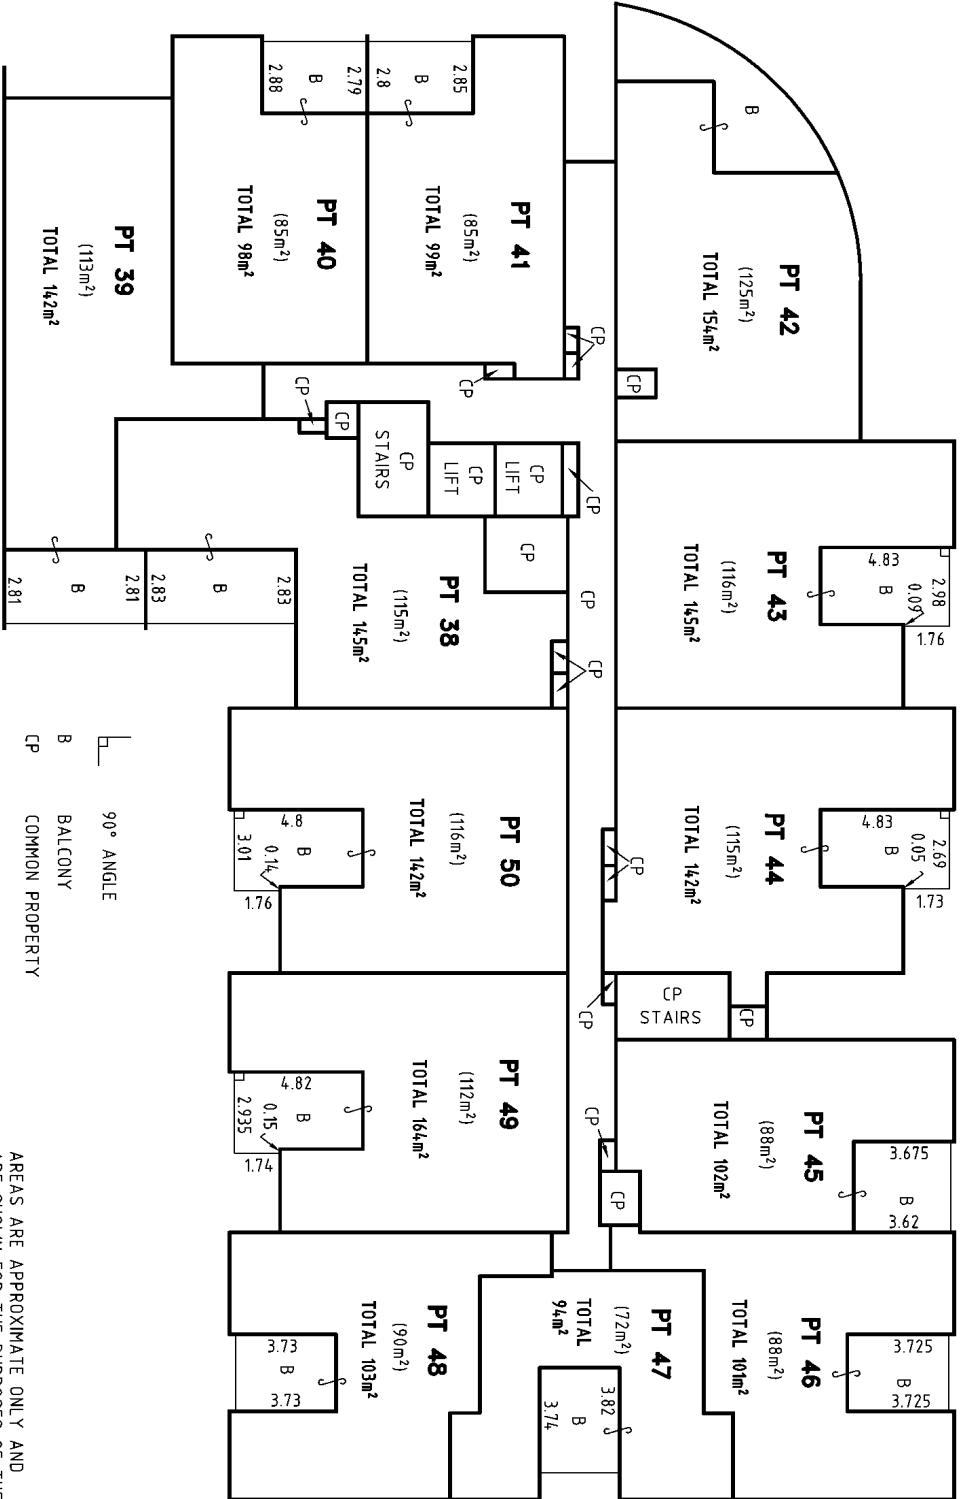 B
PT 42
(125m²)
TOTAL 154m²
CP
2.85
B
2.8
PT 41
(85m²)
TOTAL 99m²
CP
CP
2.79
B
2.88
PT 40
(85m²)
TOTAL 98m²
PT 39
(113m²)
TOTAL 142m²
2.81
B
2.81
CP
CP
CP
STAIRS
CP
LIFT
CP
LIFT
CP
CP
CP
2.83
B
2.83
PT 38
(115m²)
TOTAL 145m²
CP
PT 43
(116m²)
TOTAL 145m²
4.83
B
2.98
0.09
1.76
PT 44
(115m²)
TOTAL 142m²
4.83
B
2.69
0.05
1.73
CP
CP
CP
STAIRS
CP
PT 50
(116m²)
TOTAL 142m²
4.8
B
3.01
0.14
1.76
PT 49
(112m²)
TOTAL 164m²
4.82
B
2.935
0.15
1.74
PT 45
(88m²)
TOTAL 102m²
3.675
B
3.62
CP
CP
PT 46
(88m²)
TOTAL 101m²
3.725
B
3.725
PT 47
(72m²)
TOTAL
94m²
3.82
B
3.74
PT 48
(90m²)
TOTAL 103m²
3.73
B
3.73
90° ANGLE
B BALCONY
CP COMMON PROPERTY
AREAS ARE APPROXIMATE ONLY AND